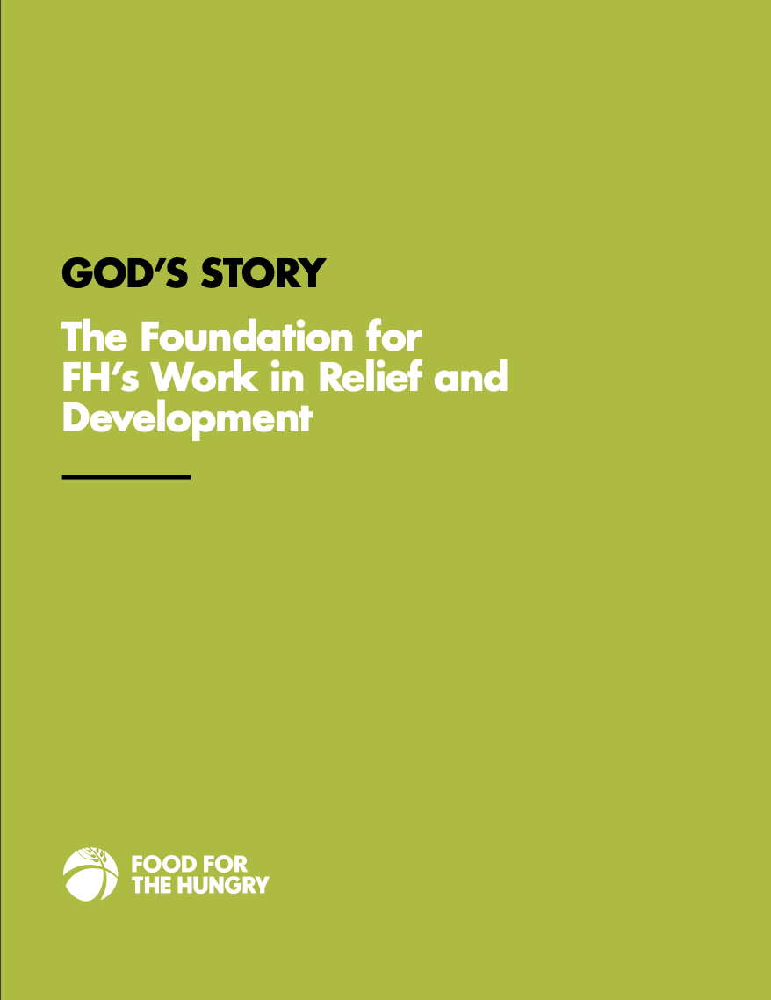 GOD’S STORY
The Foundation for
FH’s Work in Relief and
Development
FOOD FOR
THE HUNGRY